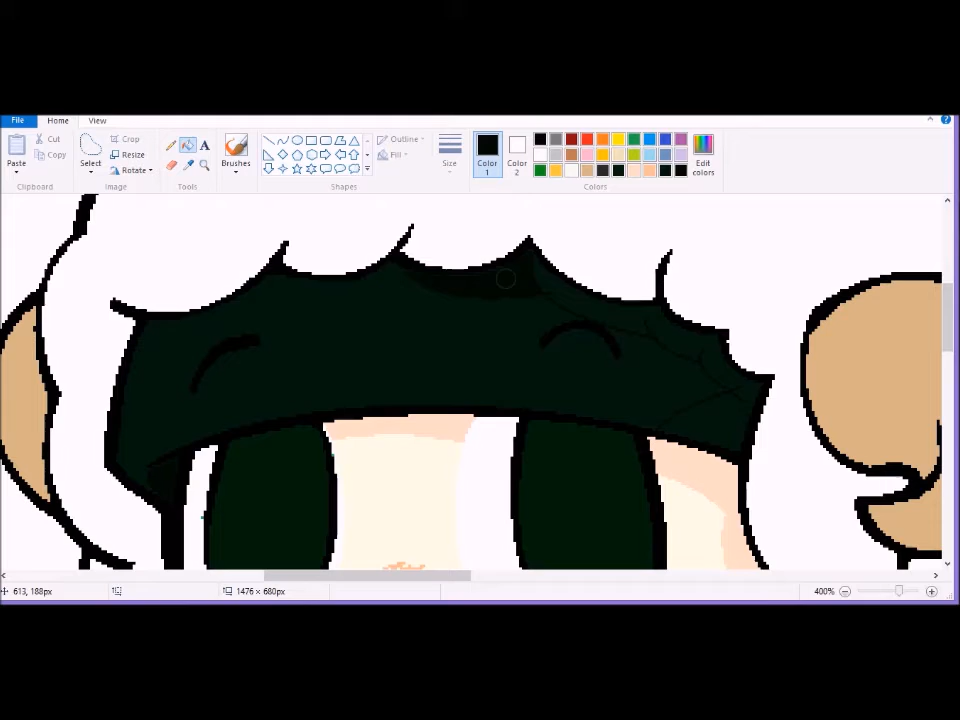 File Home View
Paste
Cut
Copy
Clipboard
Select
Crop
Resize
Rotate
Image
A
Tools
Brushes
Outline
Fill
Shapes
Size
Color
1
Color
2
Edit
colors
Colors
613, 188px
1476 × 680px
400%